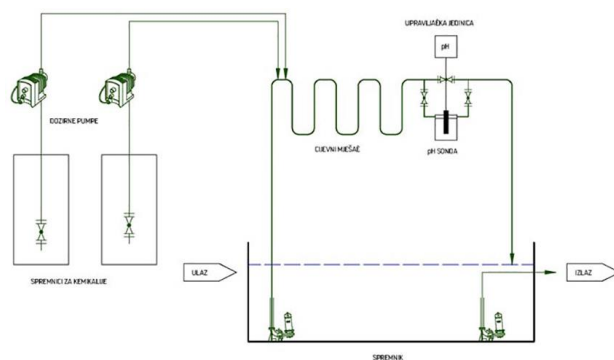 UPRAVLJAČKA JEDINICA
pH
DOZIRNE PUMPE
CIJEVNI MJEŠAČ
pH SONDA
ULAZ
IZLAZ
SPREMNICI ZA KEMIKALIJE
SPREMNIK